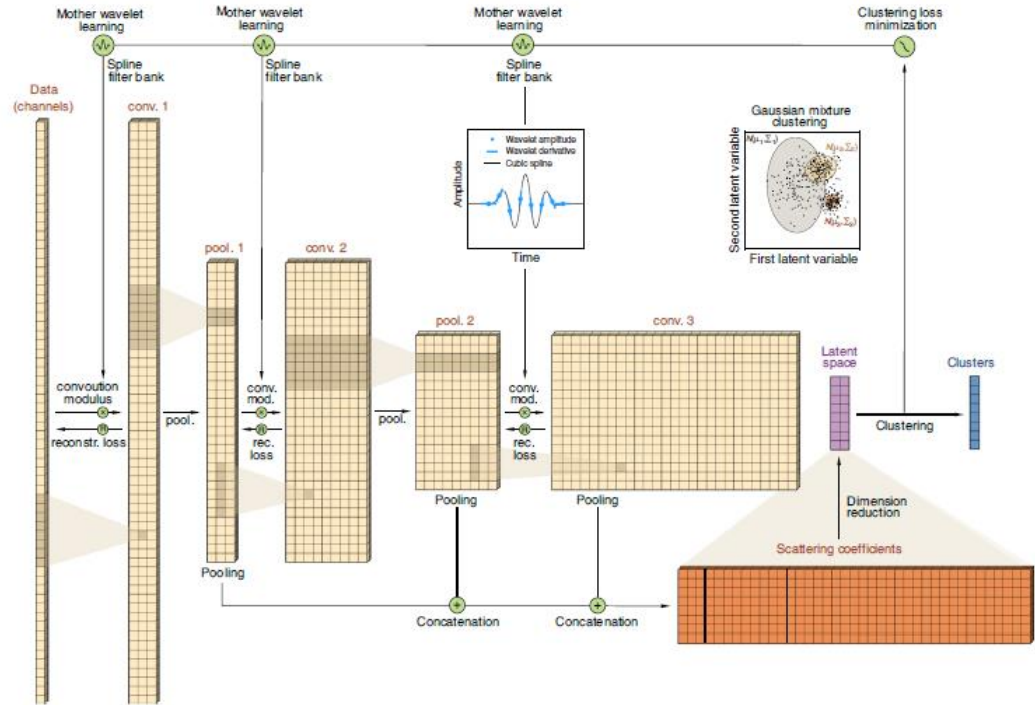 Mother wavelet
learning
Mother wavelet
learning
Mother wavelet
learning
Clustering loss
minimization
Spline
filter bank
Spline
filter bank
Spline
filter bank
Data
(channels)
conv. 1
Wavelet amplitude
Wavelet derivative
Cubic spline
Amplitude
Time
Gaussian mixture
clustering
Second latent variable
First latent variable
pool. 1
conv. 2
pool. 2
conv. 3
Latent
space
Clusters
convoution
modulus
reconstr. loss
pool.
conv.
mod.
rec.
loss
pool.
conv.
mod.
rec.
loss
Clustering
Pooling
Pooling
Pooling
Dimension
reduction
Scattering coefficients
Concatenation
Concatenation